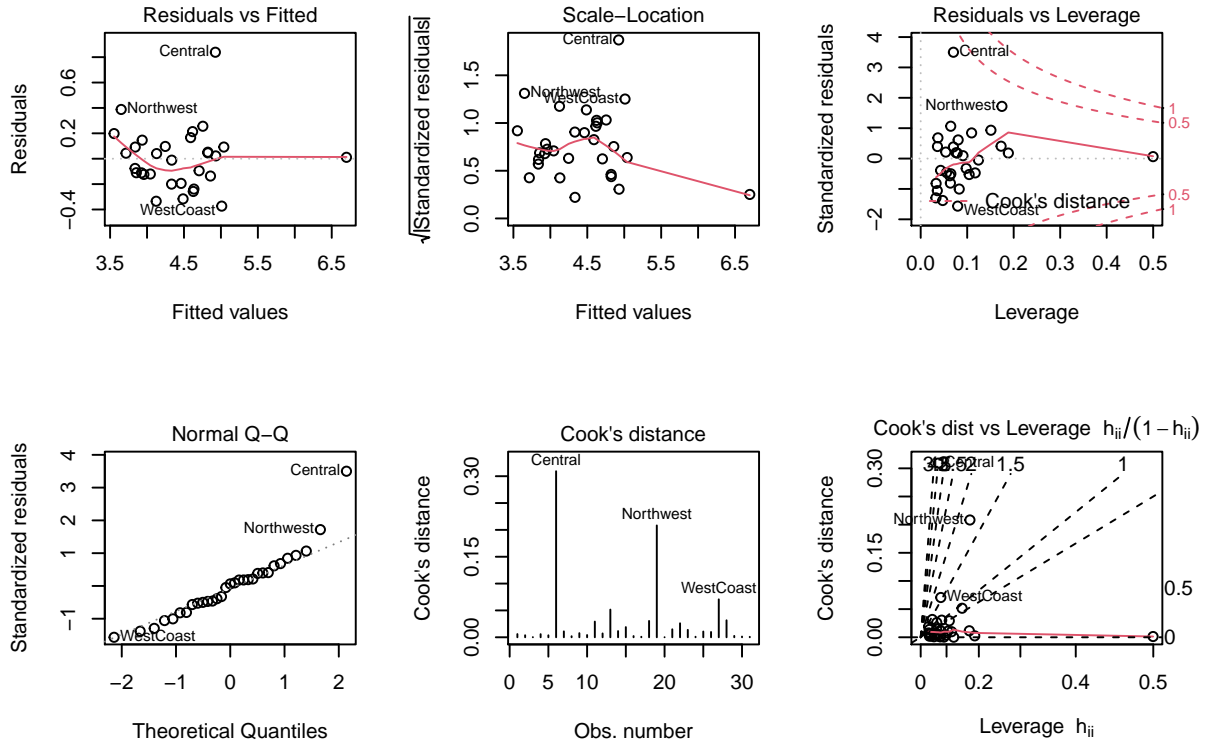 Residuals vs Fitted
Residuals
0.6
0.2
−0.4
Central
Northwest
WestCoast
3.5 4.5 5.5 6.5
Fitted values
Scale−Location
√|Standardized residuals|
1.5
1.0
0.5
0.0
Central
Northwest
WestCoast
3.5 4.5 5.5 6.5
Fitted values
Residuals vs Leverage
Standardized residuals
4
3
2
1
0
−2
Central
Northwest
1
0.5
0.5
1
Cook's distance
WestCoast
0.0 0.1 0.2 0.3 0.4 0.5
Leverage
Normal Q−Q
Standardized residuals
4
3
2
1
−1
Central
Northwest
WestCoast
−2 −1 0 1 2
Theoretical Quantiles
Cook's distance
Cook's distance
0.30
0.15
0.00
Central
Northwest
WestCoast
0 5 10 15 20 25 30
Obs. number
Cook's dist vs Leverage hᵢᵢ/(1−hᵢᵢ)
Cook's distance
0.30
0.15
0.00
2 1.5 1
Central
Northwest
WestCoast
0.5
0
0 0.2 0.4 0.5
Leverage hᵢᵢ